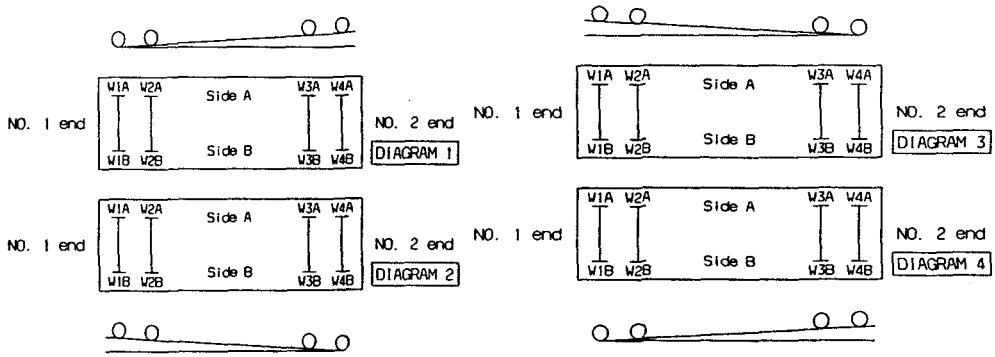 W1A W2A Side A W3A W4A
NO. 1 end NO. 2 end
W1B W2B Side B W3B W4B DIAGRAM 1
W1A W2A Side A W3A W4A
NO. 1 end NO. 2 end
W1B W2B Side B W3B W4B DIAGRAM 2
W1A W2A Side A W3A W4A
NO. 1 end NO. 2 end
W1B W2B Side B W3B W4B DIAGRAM 3
W1A W2A Side A W3A W4A
NO. 1 end NO. 2 end
W1B W2B Side B W3B W4B DIAGRAM 4